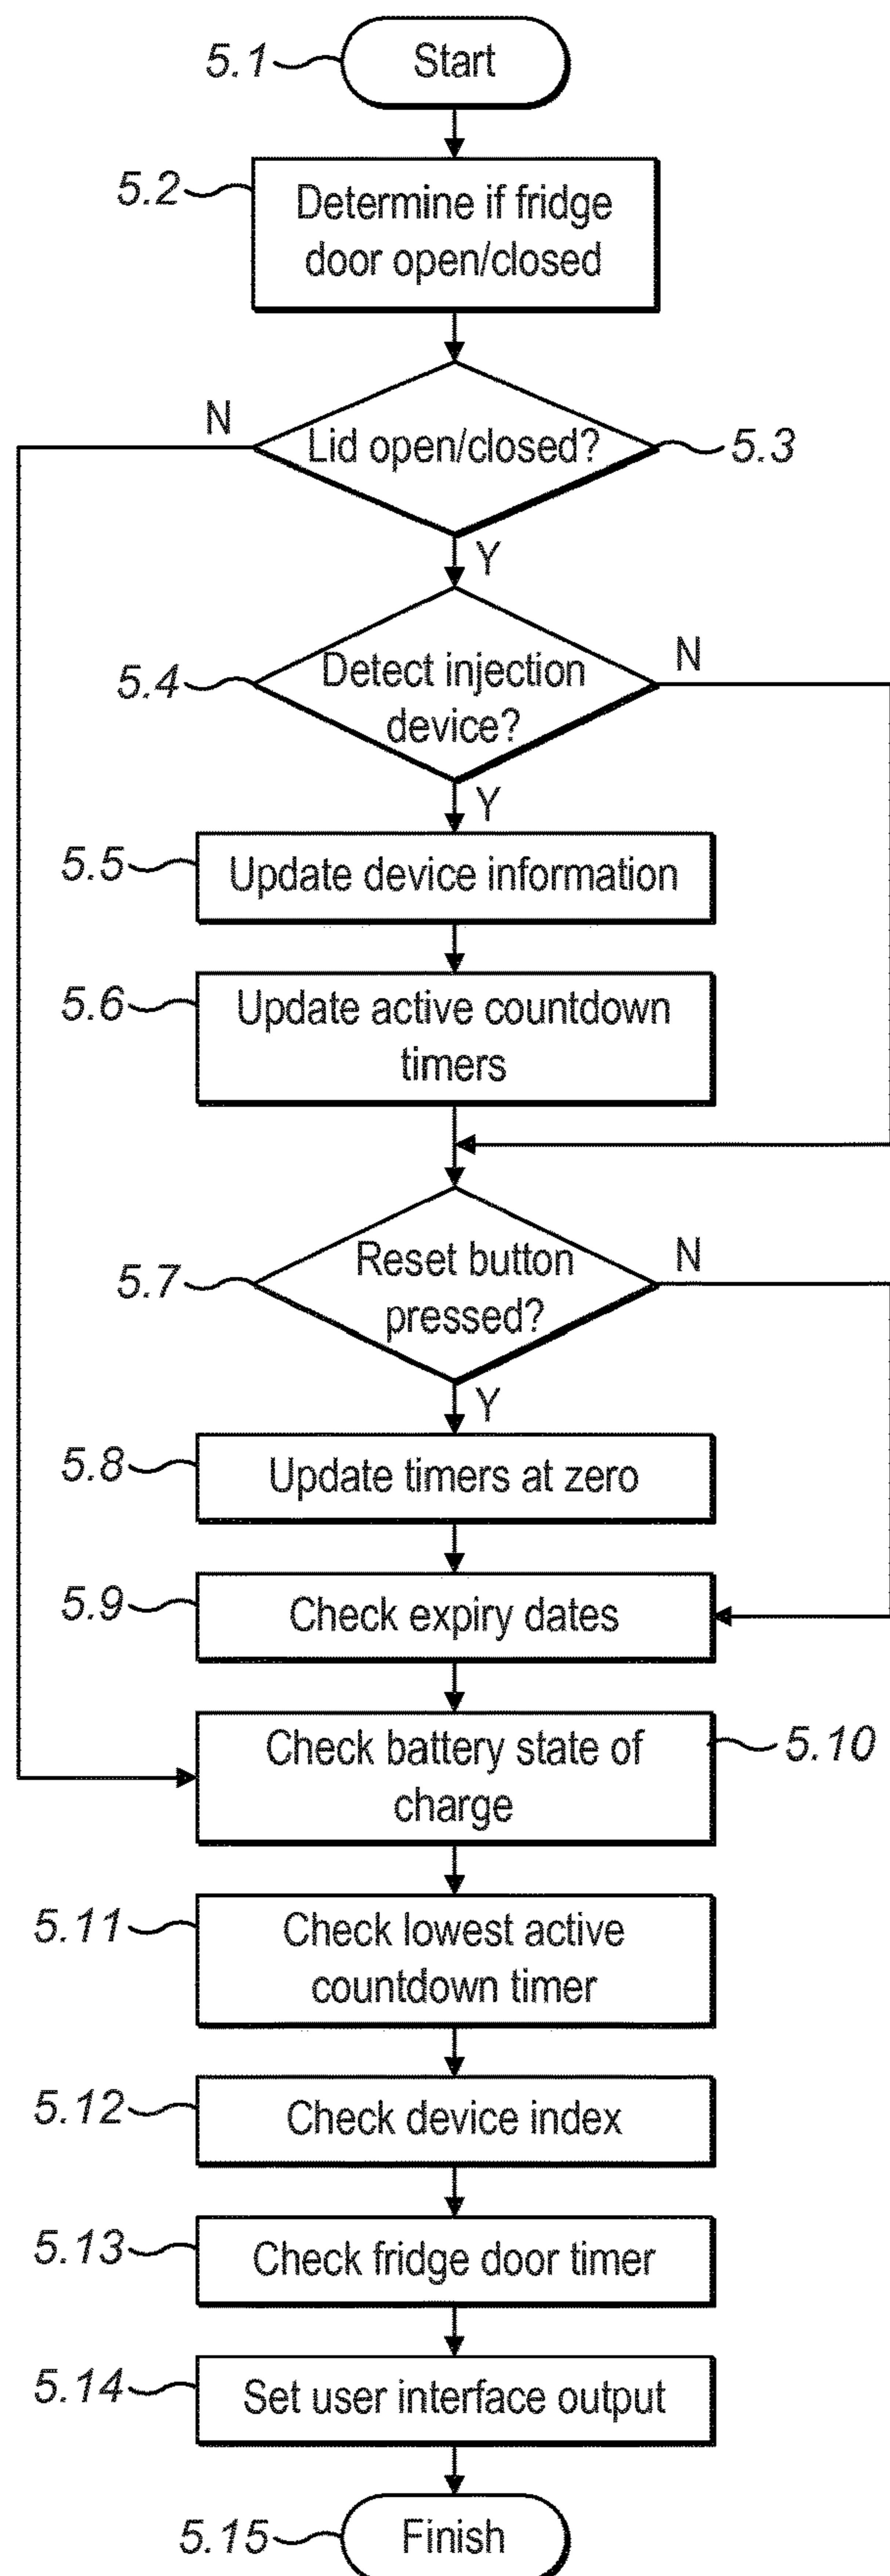 5.1
Start
5.2
Determine if fridge
door open/closed
N
Lid open/closed?
5.3
Y
5.4
Detect injection
device?
N
Y
5.5
Update device information
5.6
Update active countdown
timers
5.7
Reset button
pressed?
N
Y
5.8
Update timers at zero
5.9
Check expiry dates
Check battery state of
charge
5.10
5.11
Check lowest active
countdown timer
5.12
Check device index
5.13
Check fridge door timer
5.14
Set user interface output
5.15
Finish